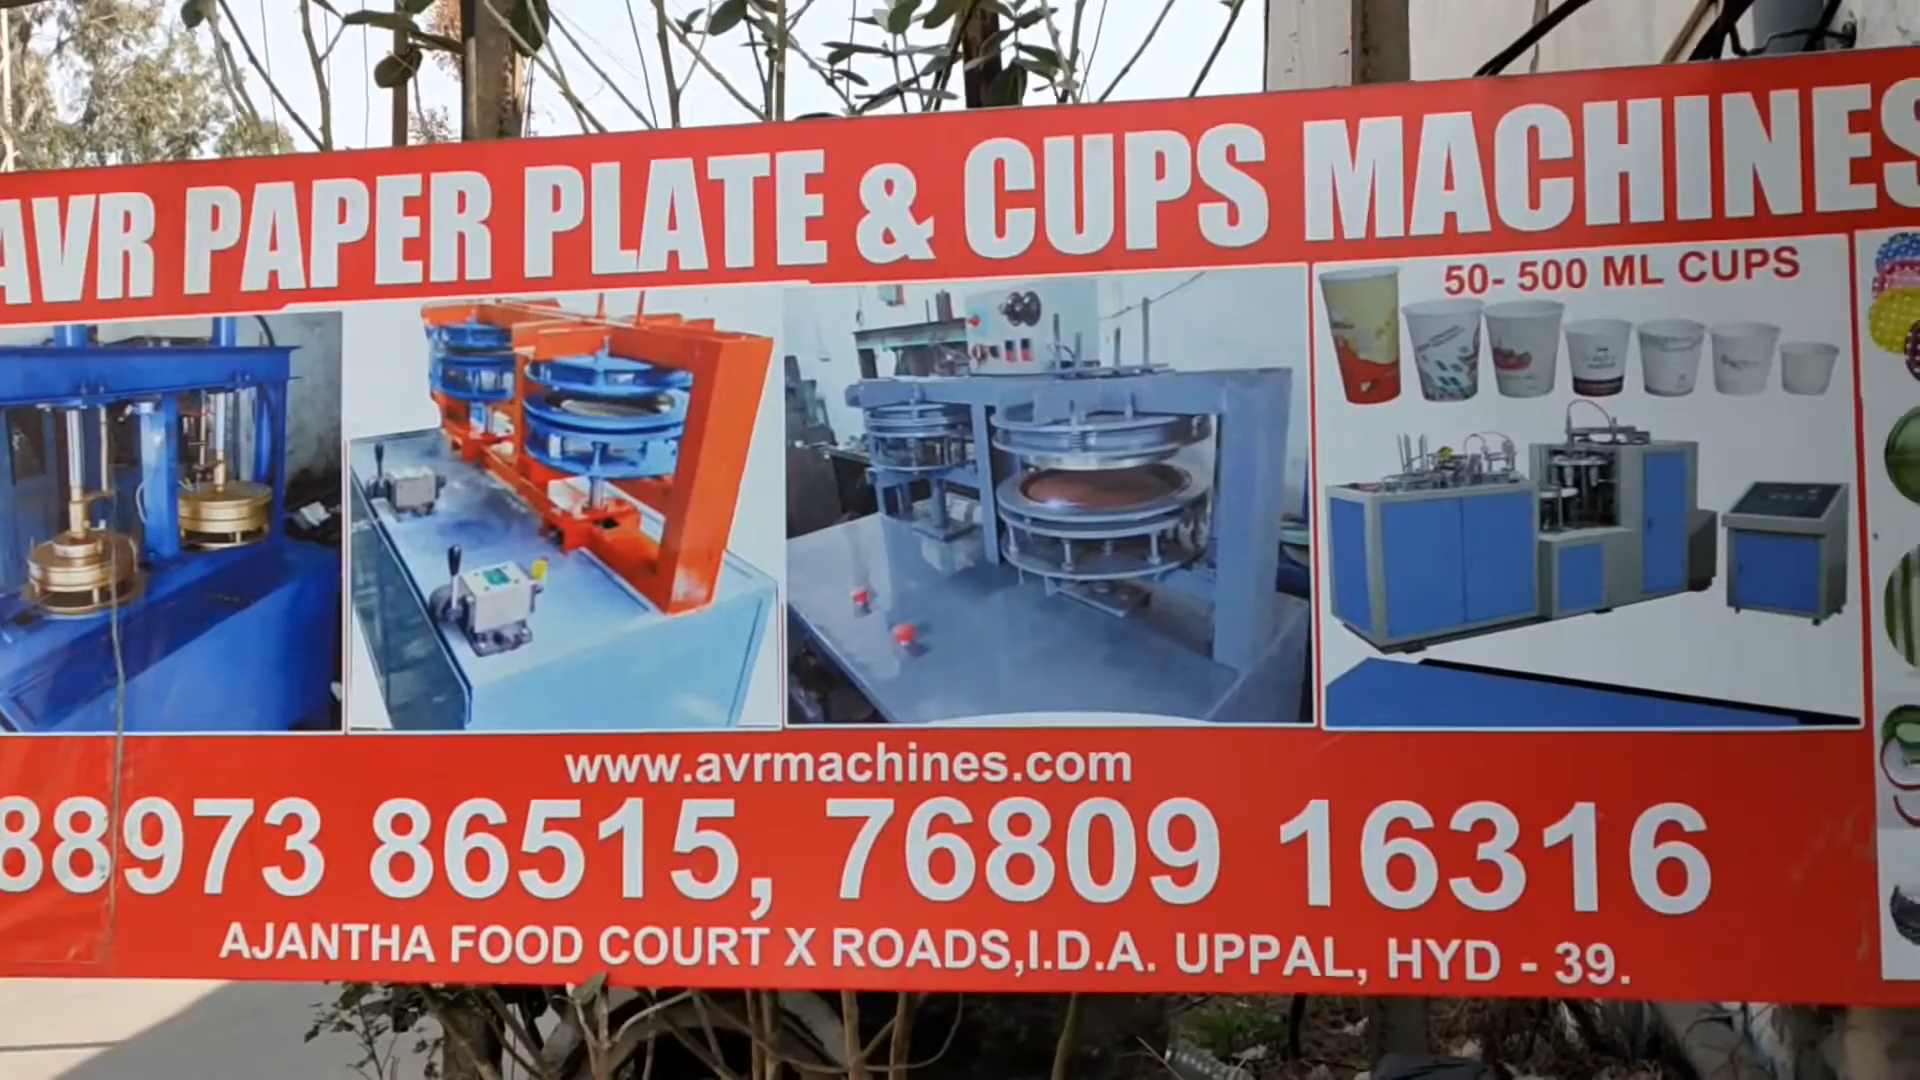 AVR PAPER PLATE & CUPS MACHINES
50- 500 ML CUPS
www.avrmachines.com
88973 86515, 76809 16316
AJANTHA FOOD COURT X ROADS,I.D.A. UPPAL, HYD - 39.